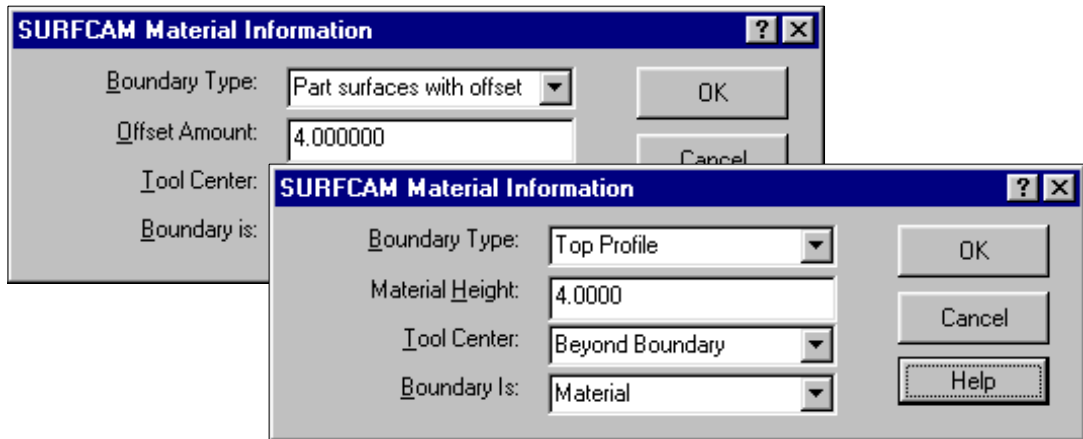 SURFCAM Material Information
Boundary Type: Part surfaces with offset OK
Offset Amount: 4.000000 Cancel
Tool Center:
Boundary is:
SURFCAM Material Information
Boundary Type: Top Profile OK
Material Height: 4.0000 Cancel
Tool Center: Beyond Boundary Help
Boundary Is: Material